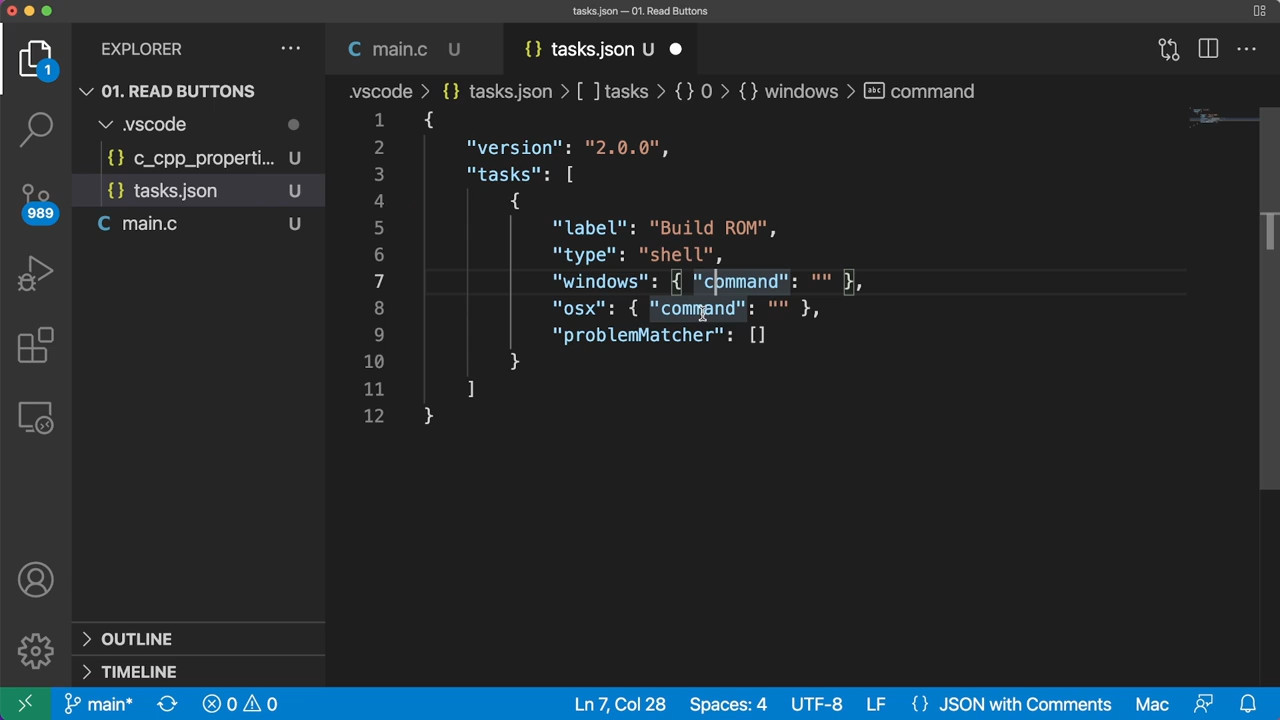 tasks.json — 01. Read Buttons
EXPLORER
01. READ BUTTONS
.vscode
c_cpp_properti... U
tasks.json U
main.c U
OUTLINE
TIMELINE
1
989
main.c U
tasks.json U
.vscode > {} tasks.json > [ ] tasks > {} 0 > {} windows > abc command
1 {
2 "version": "2.0.0",
3 "tasks": [
4 {
5 "label": "Build ROM",
6 "type": "shell",
7 "windows": { "command": "" },
8 "osx": { "command": "" },
9 "problemMatcher": []
10 }
11 ]
12 }
main* 0 0 Ln 7, Col 28 Spaces: 4 UTF-8 LF {} JSON with Comments Mac